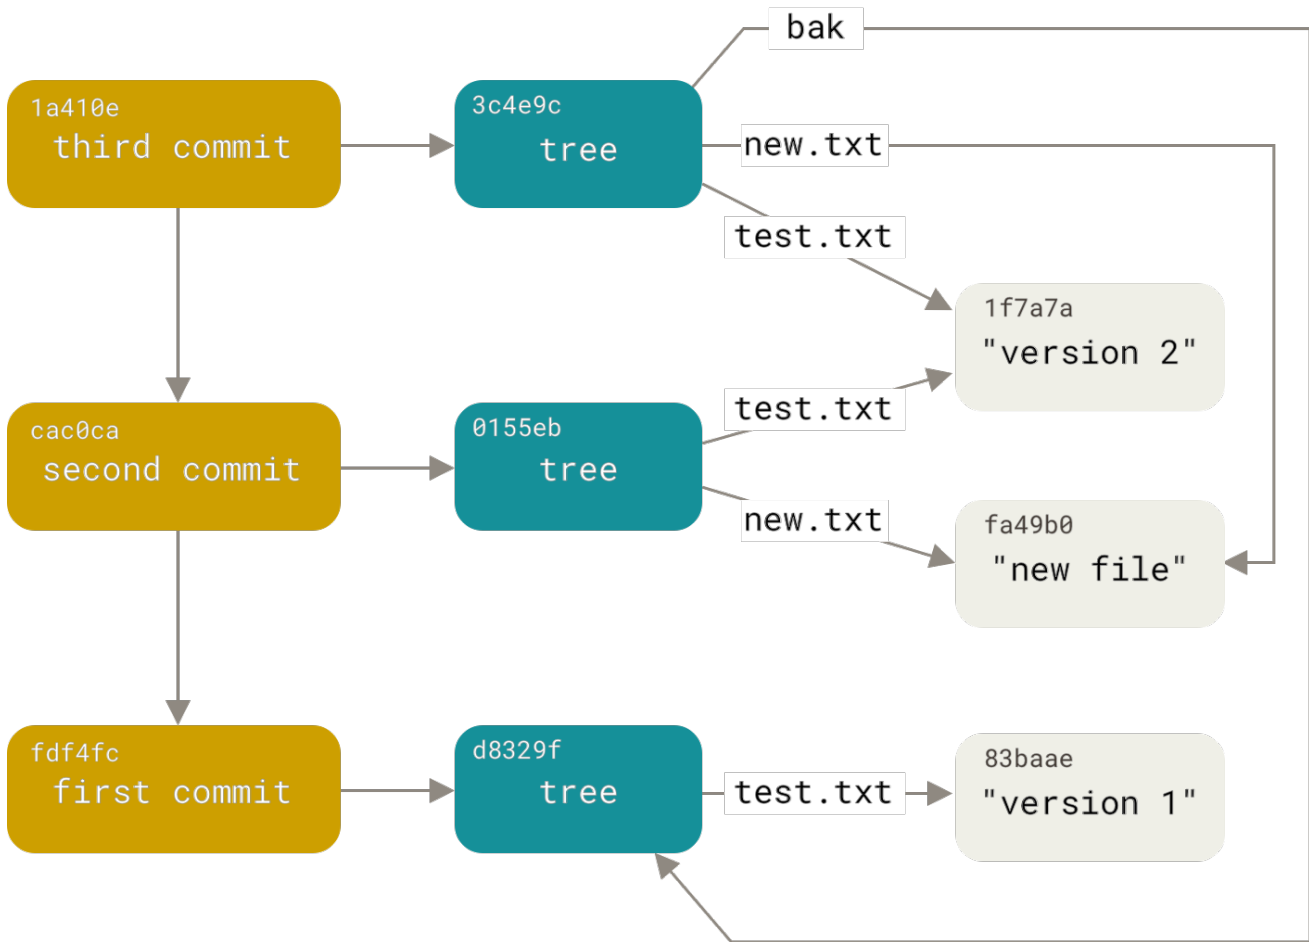 bak
1a410e
third commit
3c4e9c
tree
new.txt
test.txt
1f7a7a
"version 2"
cac0ca
second commit
0155eb
tree
test.txt
new.txt
fa49b0
"new file"
fdf4fc
first commit
d8329f
tree
test.txt
83baae
"version 1"